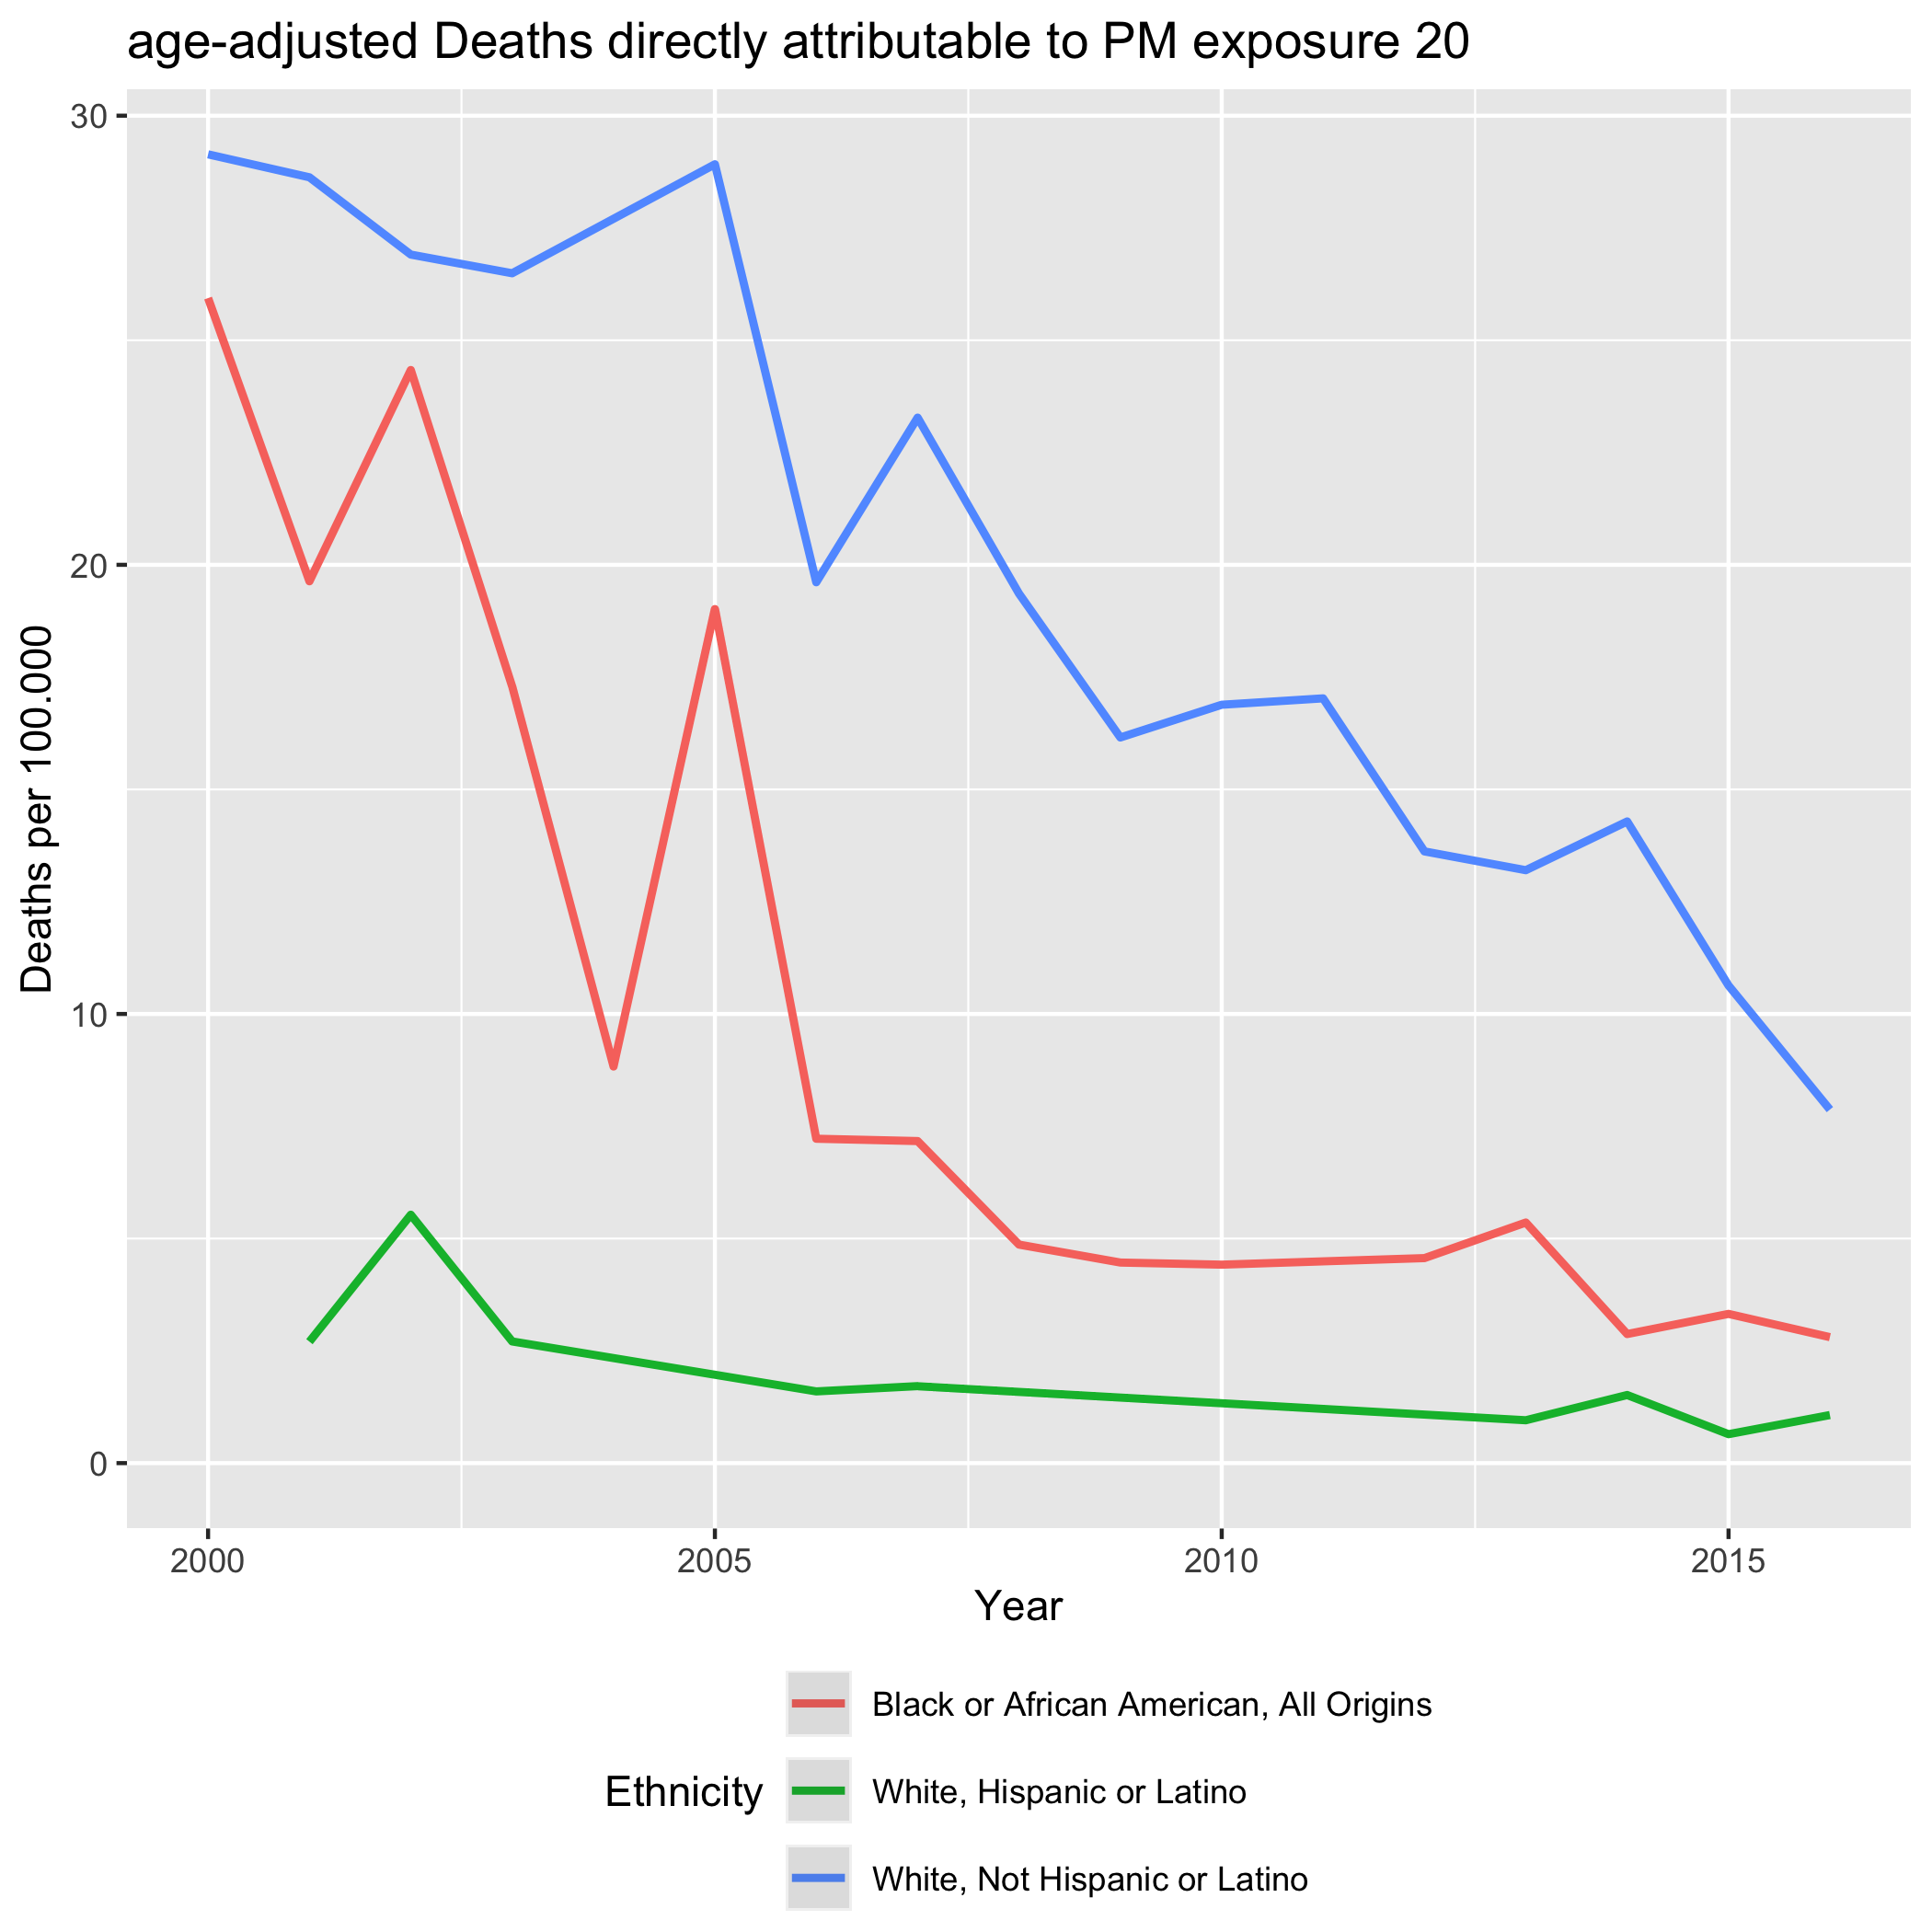 age-adjusted Deaths directly attributable to PM exposure 20
Deaths per 100.000
30
20
10
0
2000 2005 2010 2015
Year
Ethnicity
Black or African American, All Origins
White, Hispanic or Latino
White, Not Hispanic or Latino